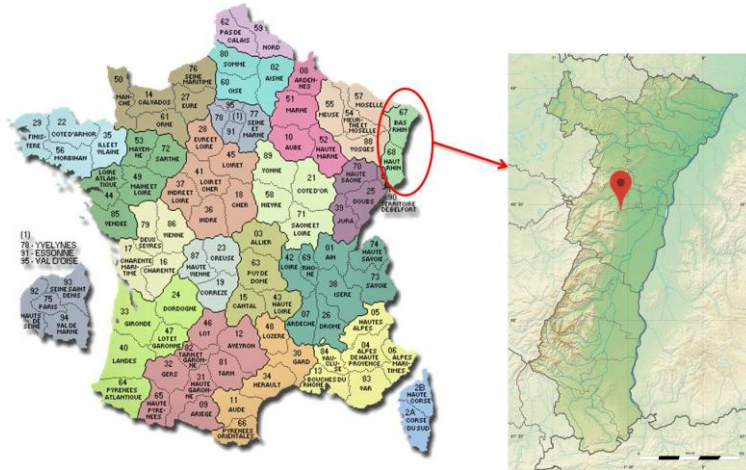 62
PAS DE
CALAIS
59
NORD
80
SOMME
02
AISNE
60
OISE
76
SEINE
MARITIME
27
EURE
08
ARDEN-
NES
51
MARNE
10
AUBE
52
HAUTE
MARNE
55
MEUSE
54
MEUR-
THE ET
MOSELLE
57
MOSELLE
88
VOSGES
67
BAS
RHIN
68
HAUT
RHIN
50
MAN-
CHE
14
CALVADOS
61
ORNE
95
78
(1)
91
77
SEINE
ET
MARNE
29
FINIS-
TERE
22
COTE D'ARMOR
56
MORBIHAN
35
ILLE ET
VILAINE
53
MAYEN-
NE
72
SARTHE
LOIRE
ATLANTIQUE
44
49
MAINE ET LOIRE
85
VENDEE
28
EURE ET
LOIR
45
LOIRET
41
LOIR ET
CHER
37
INDRE ET
LOIRE
36
INDRE
18
CHER
89
YONNE
21
COTE D'OR
58
NIEVRE
71
SAONE ET
LOIRE
70
HAUTE
SAONE
25
DOUBS
39
JURA
90
TERRITOIRE
DE BELFORT
79
DEUX
SEVRES
86
VIENNE
17
CHARENTE
MARI-
TIME
16
CHARENTE
87
HAUTE
VIENNE
23
CREUSE
19
CORREZE
03
ALLIER
63
PUY DE
DOME
15
CANTAL
43
HAUTE
LOIRE
42
LOIRE
69
RHO-
NE
01
AIN
74
HAUTE
SAVOIE
73
SAVOIE
38
ISERE
07
ARDECHE
26
DROME
05
HAUTES
ALPES
04
ALPES
DE HAUTE
PROVENCE
06
ALPES
MARI-
TIMES
84
VAU-
CLUSE
13
BOUCHES DU
RHONE
83
VAR
33
GIRONDE
24
DORDOGNE
47
LOT ET
GARONNE
40
LANDES
64
PYRENEES
ATLANTIQUE
46
LOT
12
AVEYRON
82
TARN ET
GARONNE
32
GERS
81
TARN
31
HAUTE
GARON-
NE
65
HAUTE
PYRE-
NEES
09
ARIEGE
48
LOZERE
30
GARD
34
HERAULT
11
AUDE
66
PYRENEES
ORIENTALES
2B
HAUTE
CORSE
2A
CORSE
DU SUD
(1)
78 - YVELYNES
91 - ESSONNE
95 - VAL D'OISE
92
HAUTS
DE
SEINE
93
SEINE SAINT
DENIS
75
PARIS
94
VAL DE
MARNE